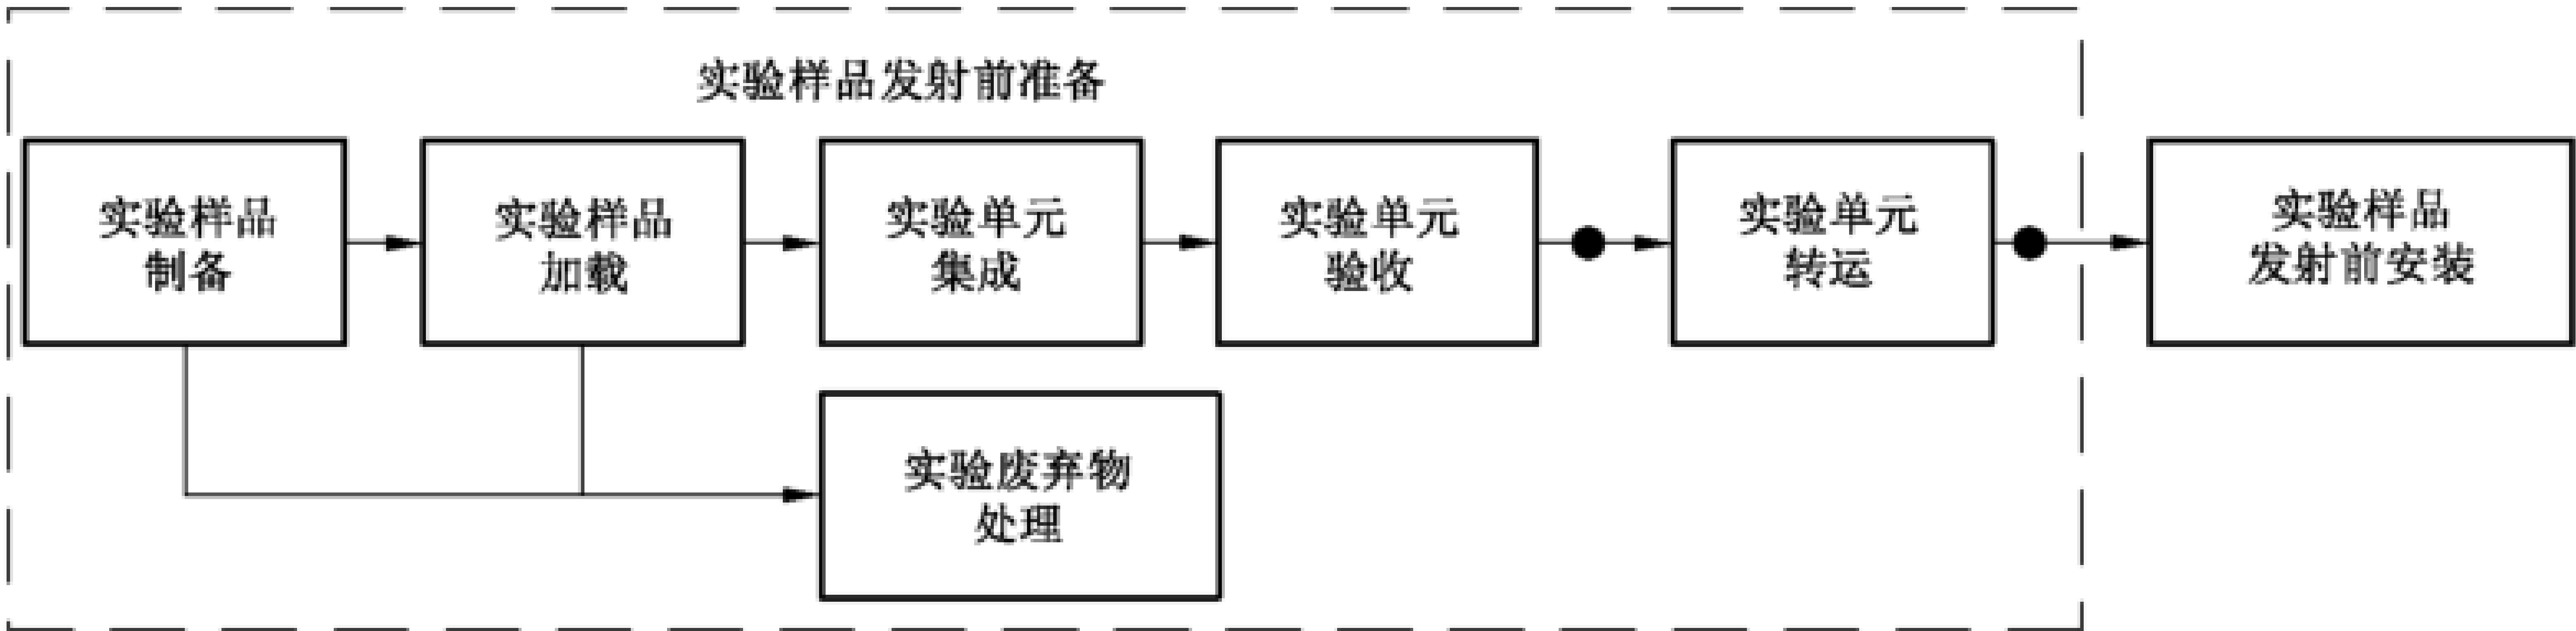 实验样品发射前准备
实验样品
制备
实验样品
加载
实验单元
集成
实验单元
验收
实验单元
转运
实验样品
发射前安装
实验废弃物
处理